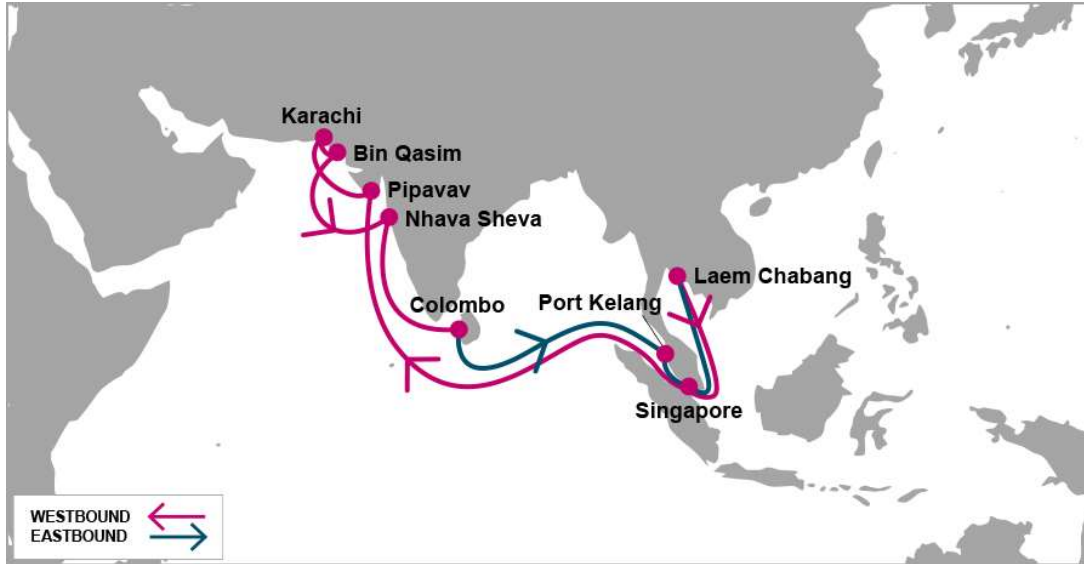 Karachi
Bin Qasim
Pipavav
Nhava Sheva
Laem Chabang
Colombo
Port Kelang
Singapore
WESTBOUND
EASTBOUND